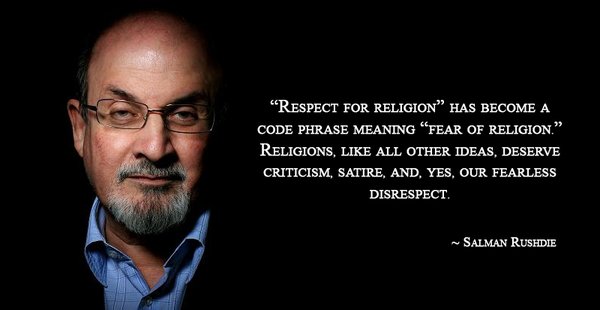 “Respect for religion” has become a
code phrase meaning “fear of religion.”
Religions, like all other ideas, deserve
criticism, satire, and, yes, our fearless
disrespect.
~ Salman Rushdie